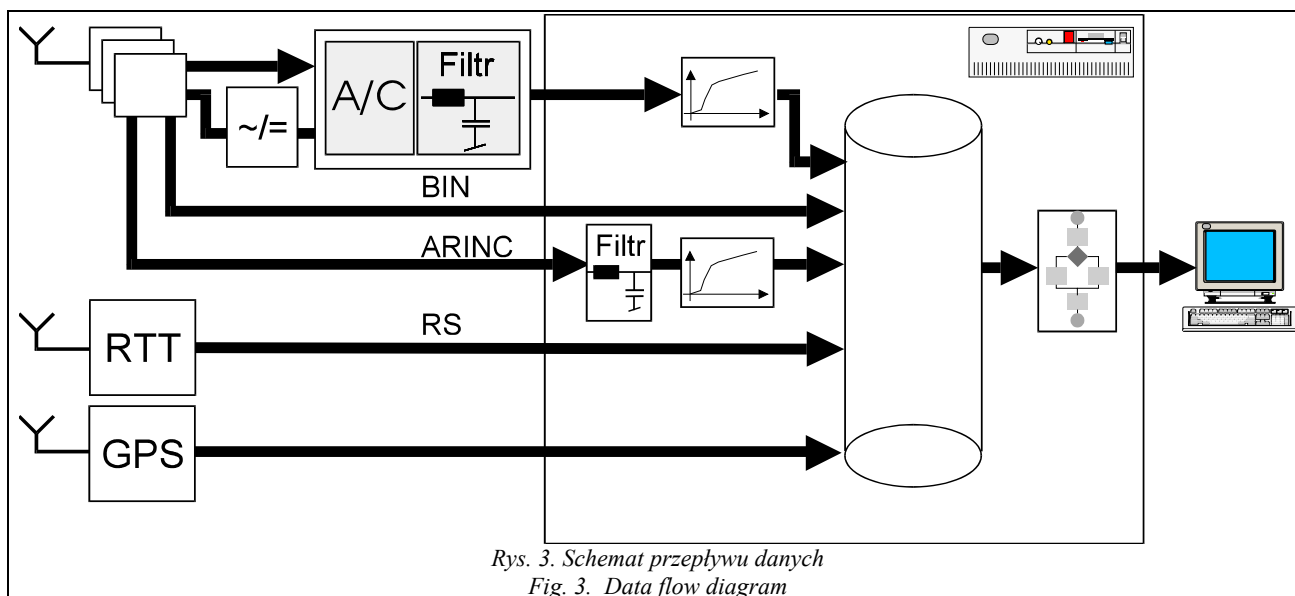 Filtr
A/C
~/=
BIN
ARINC
Filtr
RS
RTT
GPS
Rys. 3. Schemat przepływu danych
Fig. 3. Data flow diagram